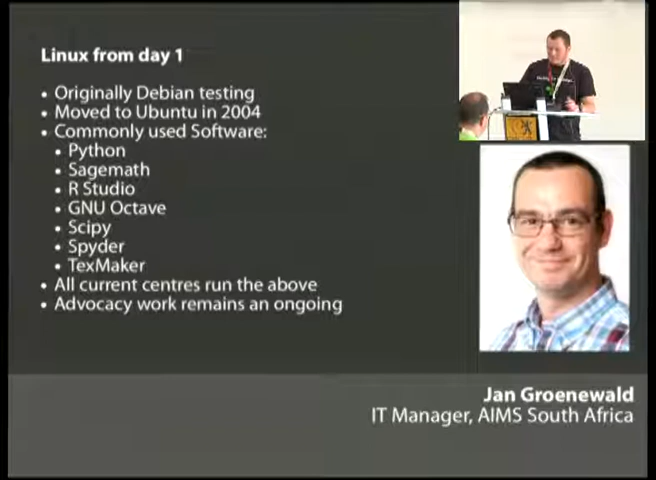 Linux from day 1
• Originally Debian testing
• Moved to Ubuntu in 2004
• Commonly used Software:
• Python
• Sagemath
• R Studio
• GNU Octave
• Scipy
• Spyder
• TexMaker
• All current centres run the above
• Advocacy work remains an ongoing
Jan Groenewald
IT Manager, AIMS South Africa